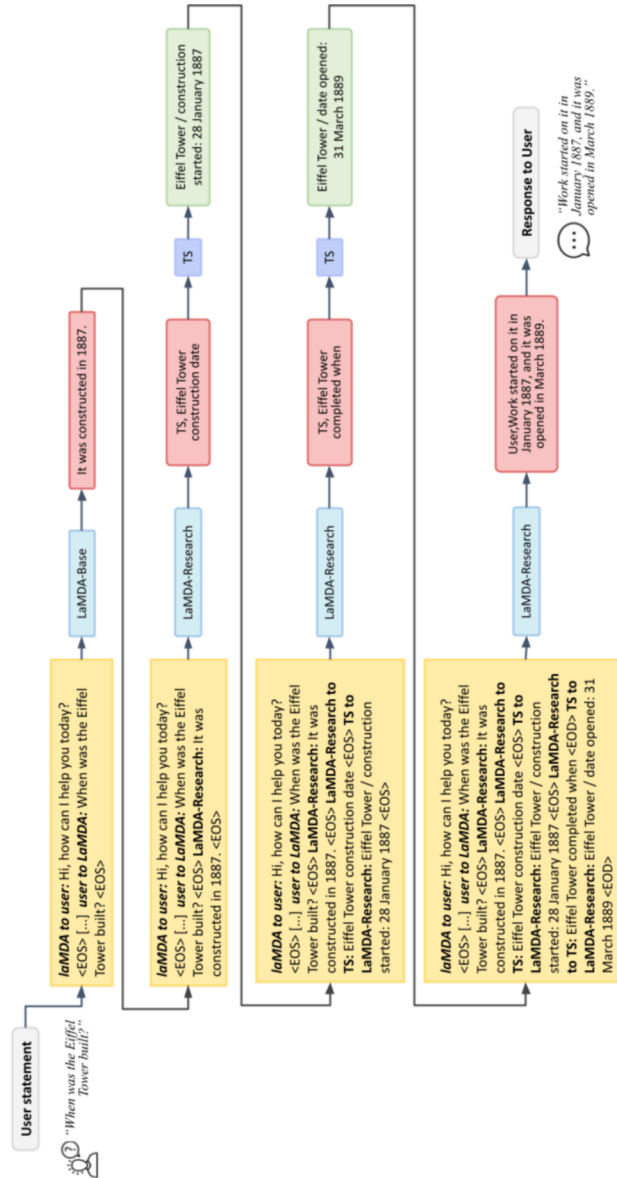 User statement
“When was the Eiffel
Tower built?”
laMDA to user: Hi, how can I help you today?
<EOS> [...] user to LaMDA: When was the Eiffel
Tower built? <EOS>
LaMDA-Base
It was constructed in 1887.
laMDA to user: Hi, how can I help you today?
<EOS> [...] user to LaMDA: When was the Eiffel
Tower built? <EOS> LaMDA-Research: It was
constructed in 1887. <EOS>
LaMDA-Research
TS, Eiffel Tower
construction date
TS
Eiffel Tower / construction
started: 28 January 1887
laMDA to user: Hi, how can I help you today?
<EOS> [...] user to LaMDA: When was the Eiffel
Tower built? <EOS> LaMDA-Research: It was
constructed in 1887. <EOS> LaMDA-Research to
TS: Eiffel Tower construction date <EOS> TS to
LaMDA-Research: Eiffel Tower / construction
started: 28 January 1887 <EOS>
LaMDA-Research
TS, Eiffel Tower
completed when
TS
Eiffel Tower / date opened:
31 March 1889
laMDA to user: Hi, how can I help you today?
<EOS> [...] user to LaMDA: When was the Eiffel
Tower built? <EOS> LaMDA-Research: It was
constructed in 1887. <EOS> LaMDA-Research to
TS: Eiffel Tower construction date <EOS> TS to
LaMDA-Research: Eiffel Tower / construction
started: 28 January 1887 <EOS> LaMDA-Research
to TS: Eiffel Tower completed when <EOD> TS to
LaMDA-Research: Eiffel Tower / date opened: 31
March 1889 <EOD>
LaMDA-Research
User,Work started on it in
January 1887, and it was
opened in March 1889.
Response to User
“Work started on it in
January 1887, and it was
opened in March 1889.”